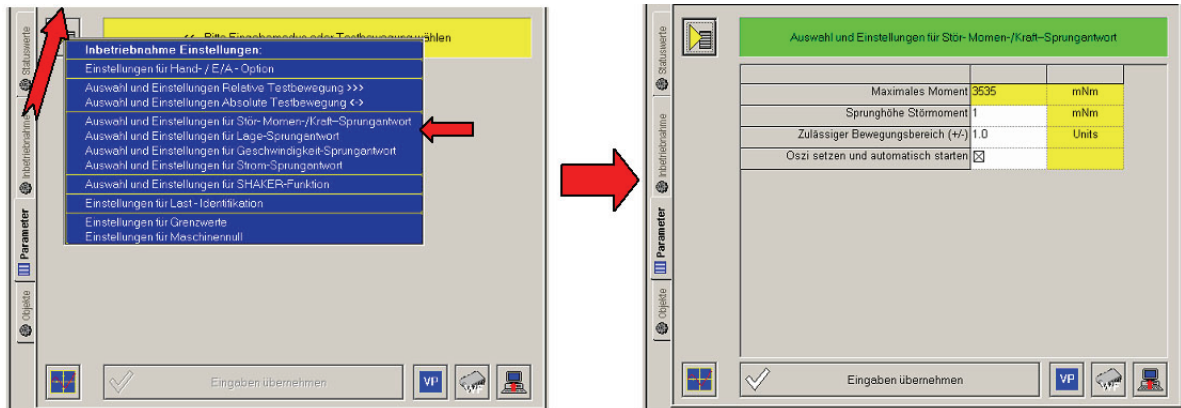 << Bitte Eingabemodus oder Testbewegung wählen
Inbetriebnahme Einstellungen:
Einstellungen für Hand- / E/A - Option
Auswahl und Einstellungen Relative Testbewegung >>>
Auswahl und Einstellungen Absolute Testbewegung <->
Auswahl und Einstellungen für Stör- Momen-/Kraft–Sprungantwort
Auswahl und Einstellungen für Lage-Sprungantwort
Auswahl und Einstellungen für Geschwindigkeit-Sprungantwort
Auswahl und Einstellungen für Strom-Sprungantwort
Auswahl und Einstellungen für SHAKER-Funktion
Einstellungen für Last - Identifikation
Einstellungen für Grenzwerte
Einstellungen für Maschinennull
Statuswerte
Inbetriebnahme
Parameter
Objekte
Eingaben übernehmen
VP
WF
Statuswerte
Inbetriebnahme
Parameter
Objekte
Auswahl und Einstellungen für Stör- Momen-/Kraft–Sprungantwort
Maximales Moment 3535 mNm
Sprunghöhe Störmoment 1 mNm
Zulässiger Bewegungsbereich (+/-) 1.0 Units
Oszi setzen und automatisch starten
Eingaben übernehmen
VP
WF